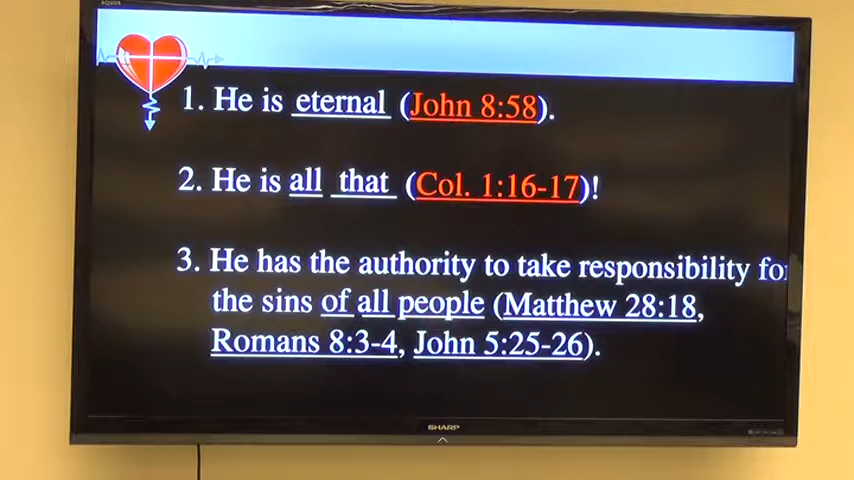 AQUOS
1. He is eternal (John 8:58).
2. He is all that (Col. 1:16-17)!
3. He has the authority to take responsibility for
the sins of all people (Matthew 28:18,
Romans 8:3-4, John 5:25-26).
SHARP